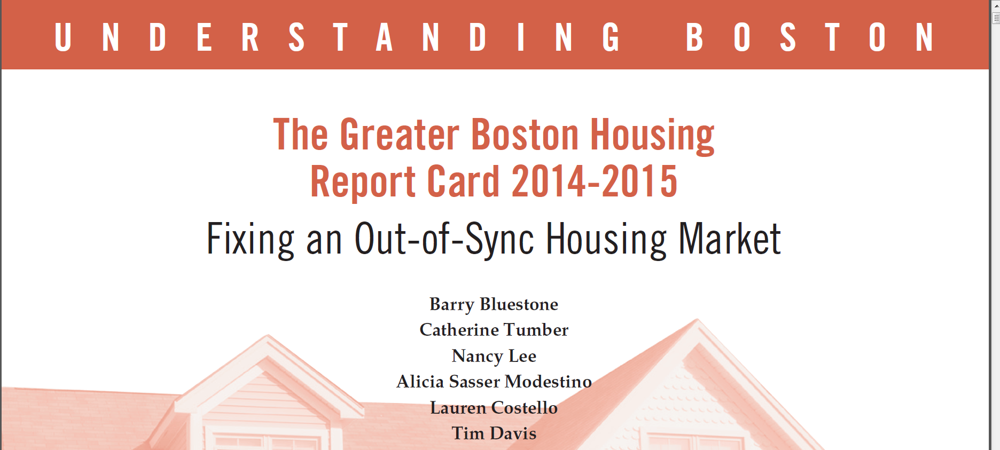 UNDERSTANDING BOSTON
The Greater Boston Housing
Report Card 2014-2015
Fixing an Out-of-Sync Housing Market
Barry Bluestone
Catherine Tumber
Nancy Lee
Alicia Sasser Modestino
Lauren Costello
Tim Davis